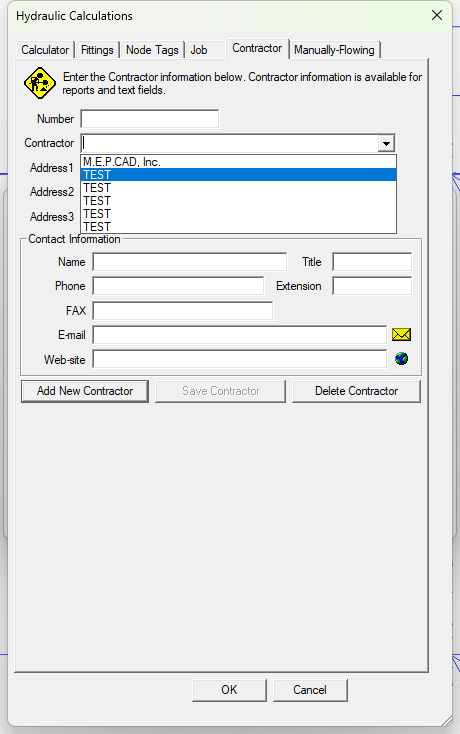 Hydraulic Calculations
Calculator Fittings Node Tags Job Contractor Manually-Flowing
Enter the Contractor information below. Contractor information is available for
reports and text fields.
Number
Contractor
M.E.P.CAD, Inc.
Address1
TEST
TEST
Address2
TEST
TEST
Address3
TEST
Contact Information
Name Title
Phone Extension
FAX
E-mail
Web-site
Add New Contractor Save Contractor Delete Contractor
OK Cancel